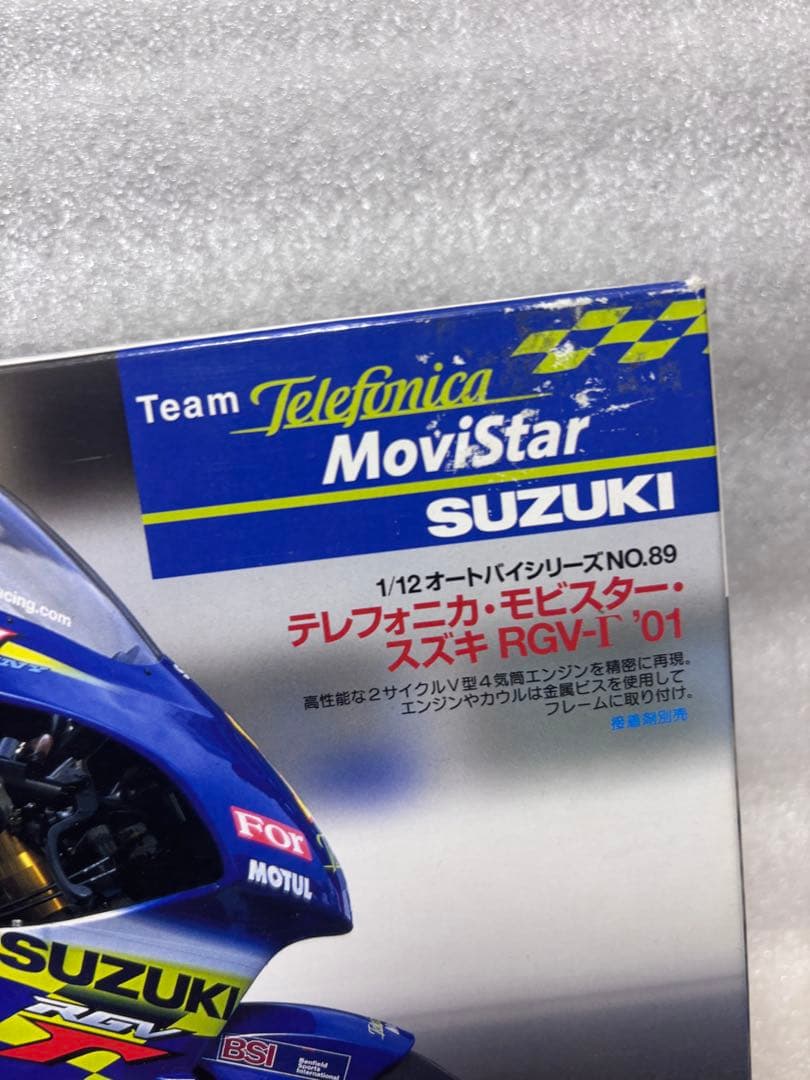 Team Telefonica
MoviStar
SUZUKI
1/12 オートバイシリーズNO.89
テレフォニカ・モビスター・
スズキ RGV-Γ '01
高性能な2サイクルV型4気筒エンジンを精密に再現。
エンジンやカウルは金属ビスを使用して
フレームに取り付け。
接着剤別売
acing.com
For
MOTUL
SUZUKI
RGV
Γ
BSI
Benfield
Sports
International